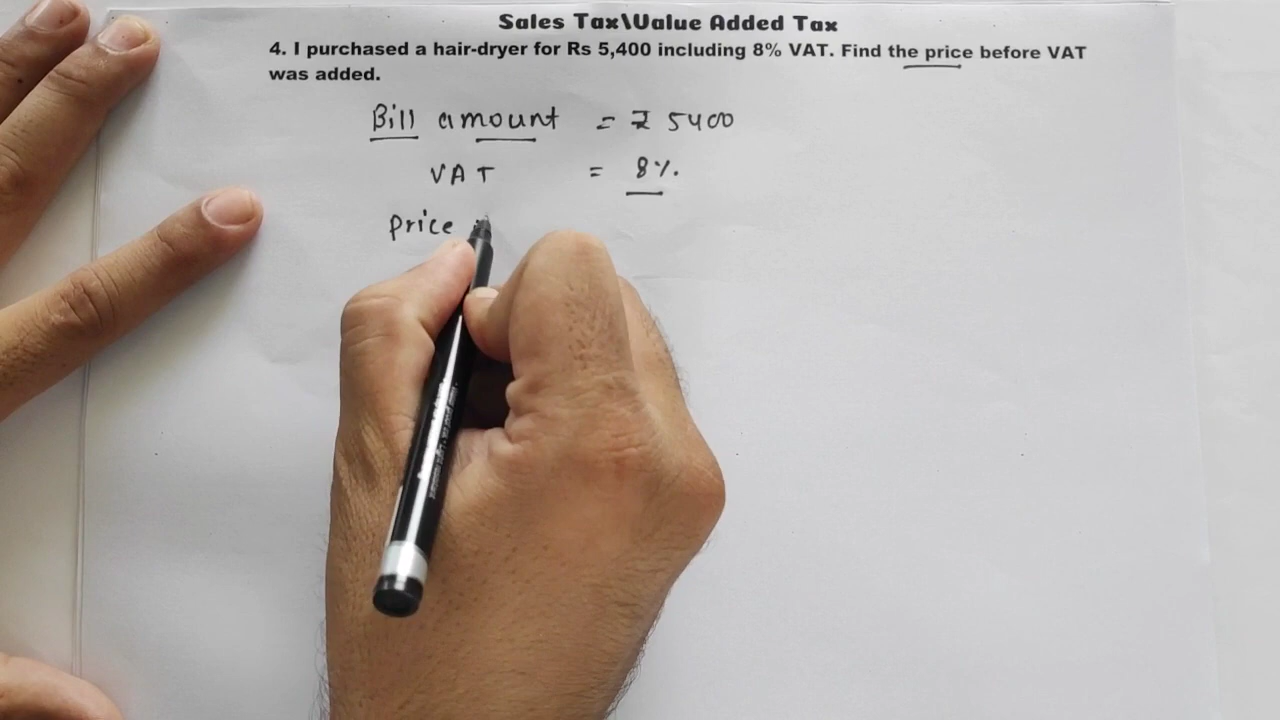 Sales Tax\Value Added Tax
4. I purchased a hair-dryer for Rs 5,400 including 8% VAT. Find the price before VAT
was added.
Bill amount = ₹ 5400
VAT = 8%.
Price